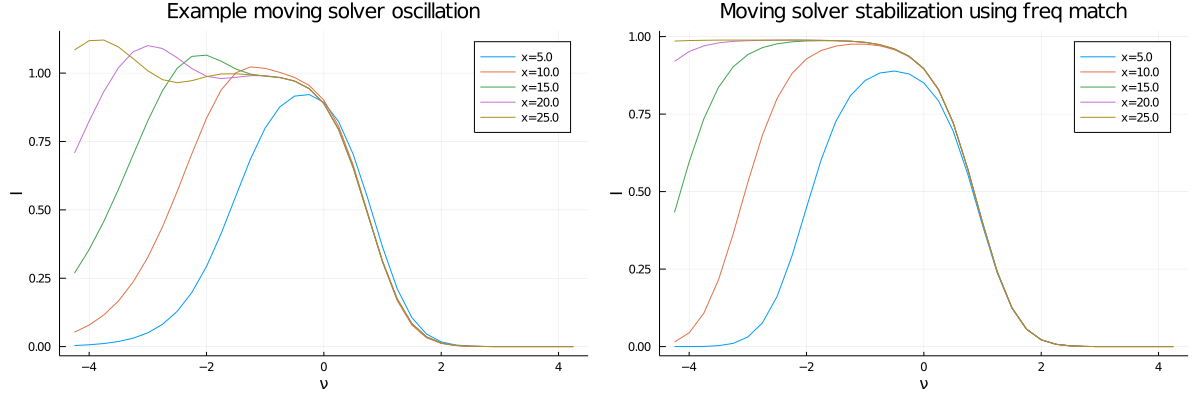 Example moving solver oscillation
x=5.0
x=10.0
x=15.0
x=20.0
x=25.0
1.00
0.75
0.50
0.25
0.00
I
−4
−2
0
2
4
ν
Moving solver stabilization using freq match
x=5.0
x=10.0
x=15.0
x=20.0
x=25.0
1.00
0.75
0.50
0.25
0.00
I
−4
−2
0
2
4
ν